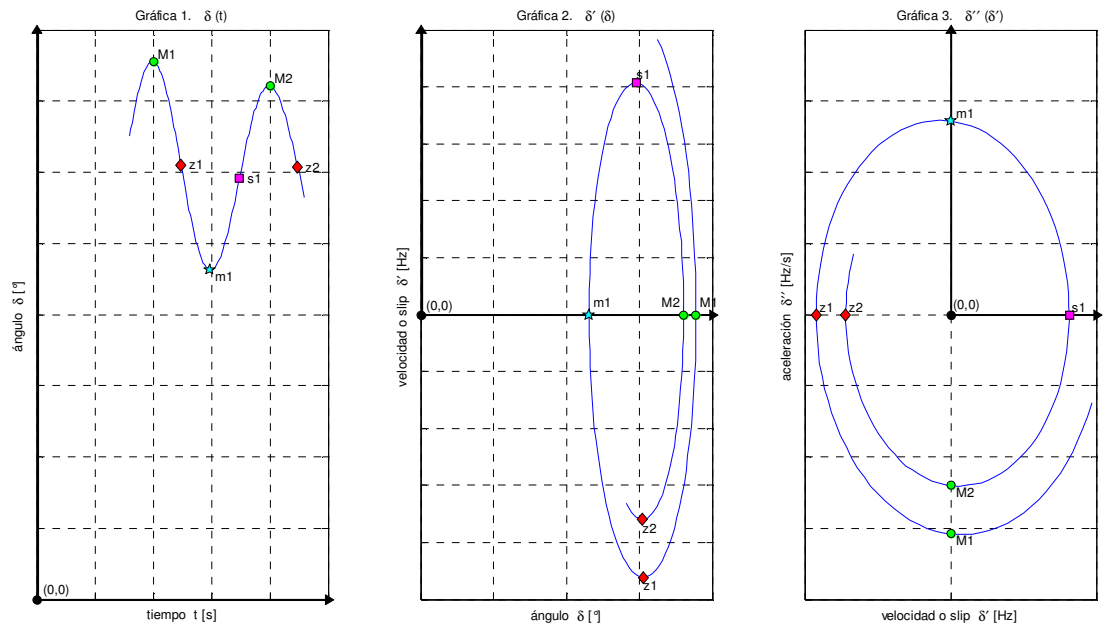 Gráfica 1. δ (t)
M1
M2
z1
z2
s1
m1
(0,0)
ángulo δ [°]
tiempo t [s]
Gráfica 2. δ′ (δ)
s1
(0,0)
m1
M2
M1
z2
z1
velocidad o slip δ′ [Hz]
ángulo δ [°]
Gráfica 3. δ′′ (δ′)
m1
z1
z2
(0,0)
s1
M2
M1
aceleración δ′′ [Hz/s]
velocidad o slip δ′ [Hz]